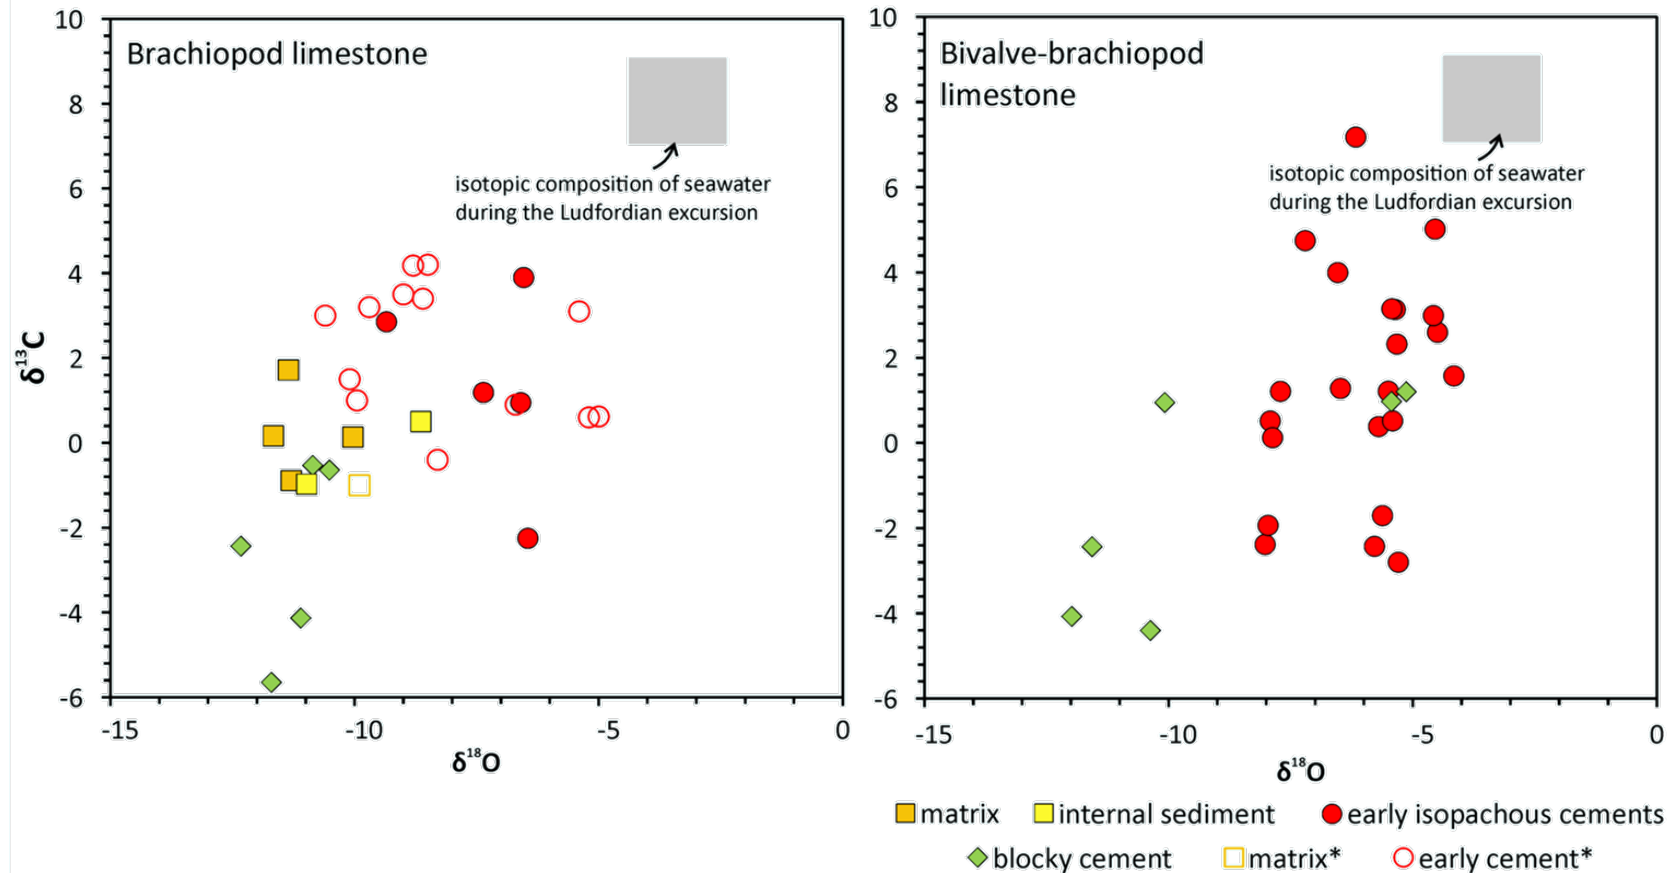 Brachiopod limestone
isotopic composition of seawater
during the Ludfordian excursion
10
8
6
4
2
0
-2
-4
-6
δ¹³C
-15
-10
-5
0
δ¹⁸O
Bivalve-brachiopod
limestone
isotopic composition of seawater
during the Ludfordian excursion
10
8
6
4
2
0
-2
-4
-6
-15
-10
-5
0
δ¹⁸O
matrix internal sediment early isopachous cements
blocky cement matrix* early cement*